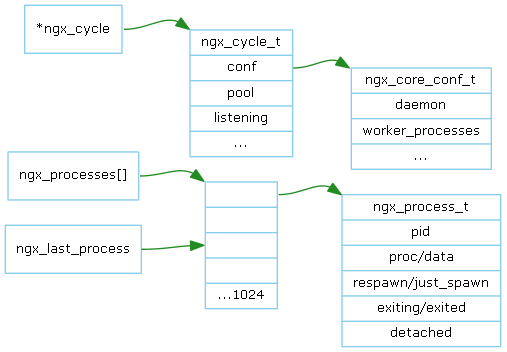 *ngx_cycle
ngx_cycle_t
conf
pool
listening
...
ngx_core_conf_t
daemon
worker_processes
...
ngx_processes[]
ngx_last_process
...1024
ngx_process_t
pid
proc/data
respawn/just_spawn
exiting/exited
detached